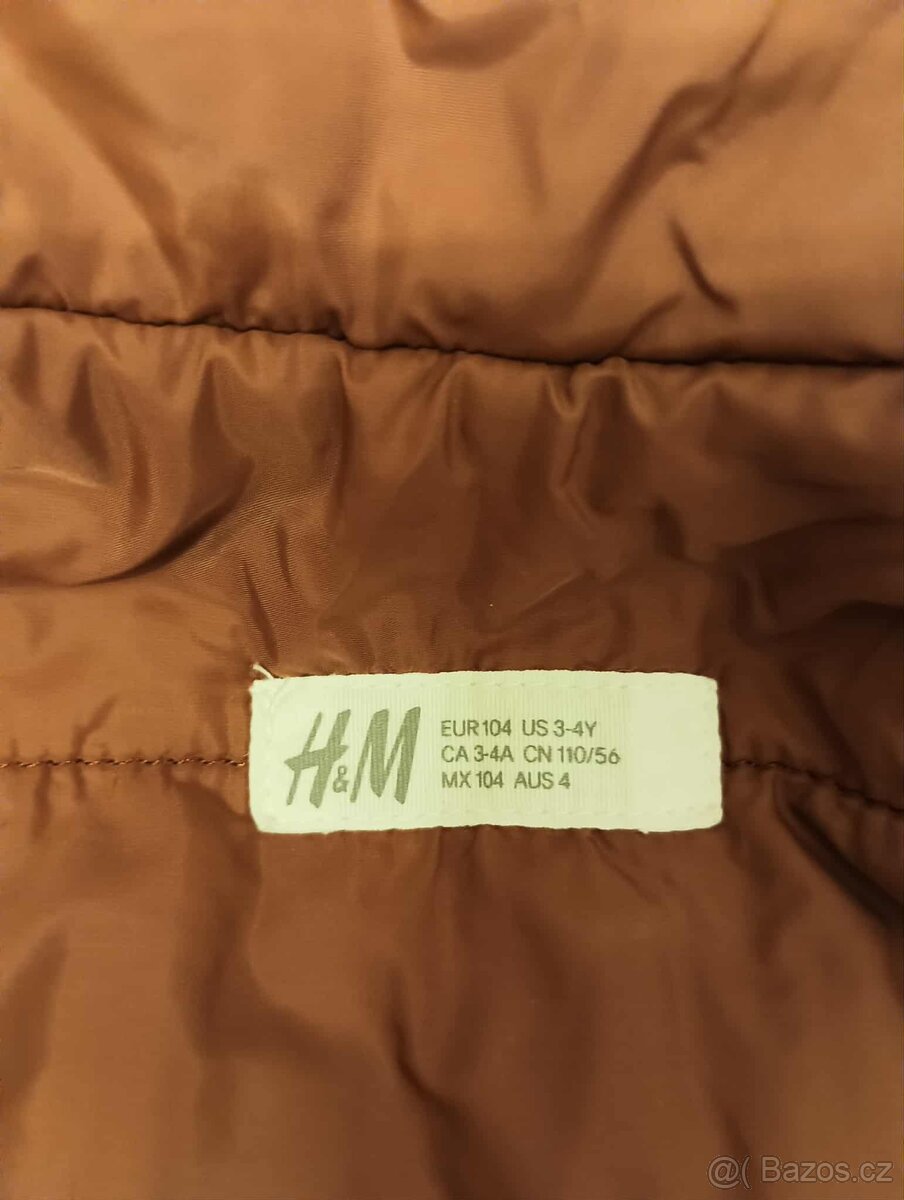 H&M
EUR 104 US 3-4Y
CA 3-4A CN 110/56
MX 104 AUS 4
@( Bazos.cz